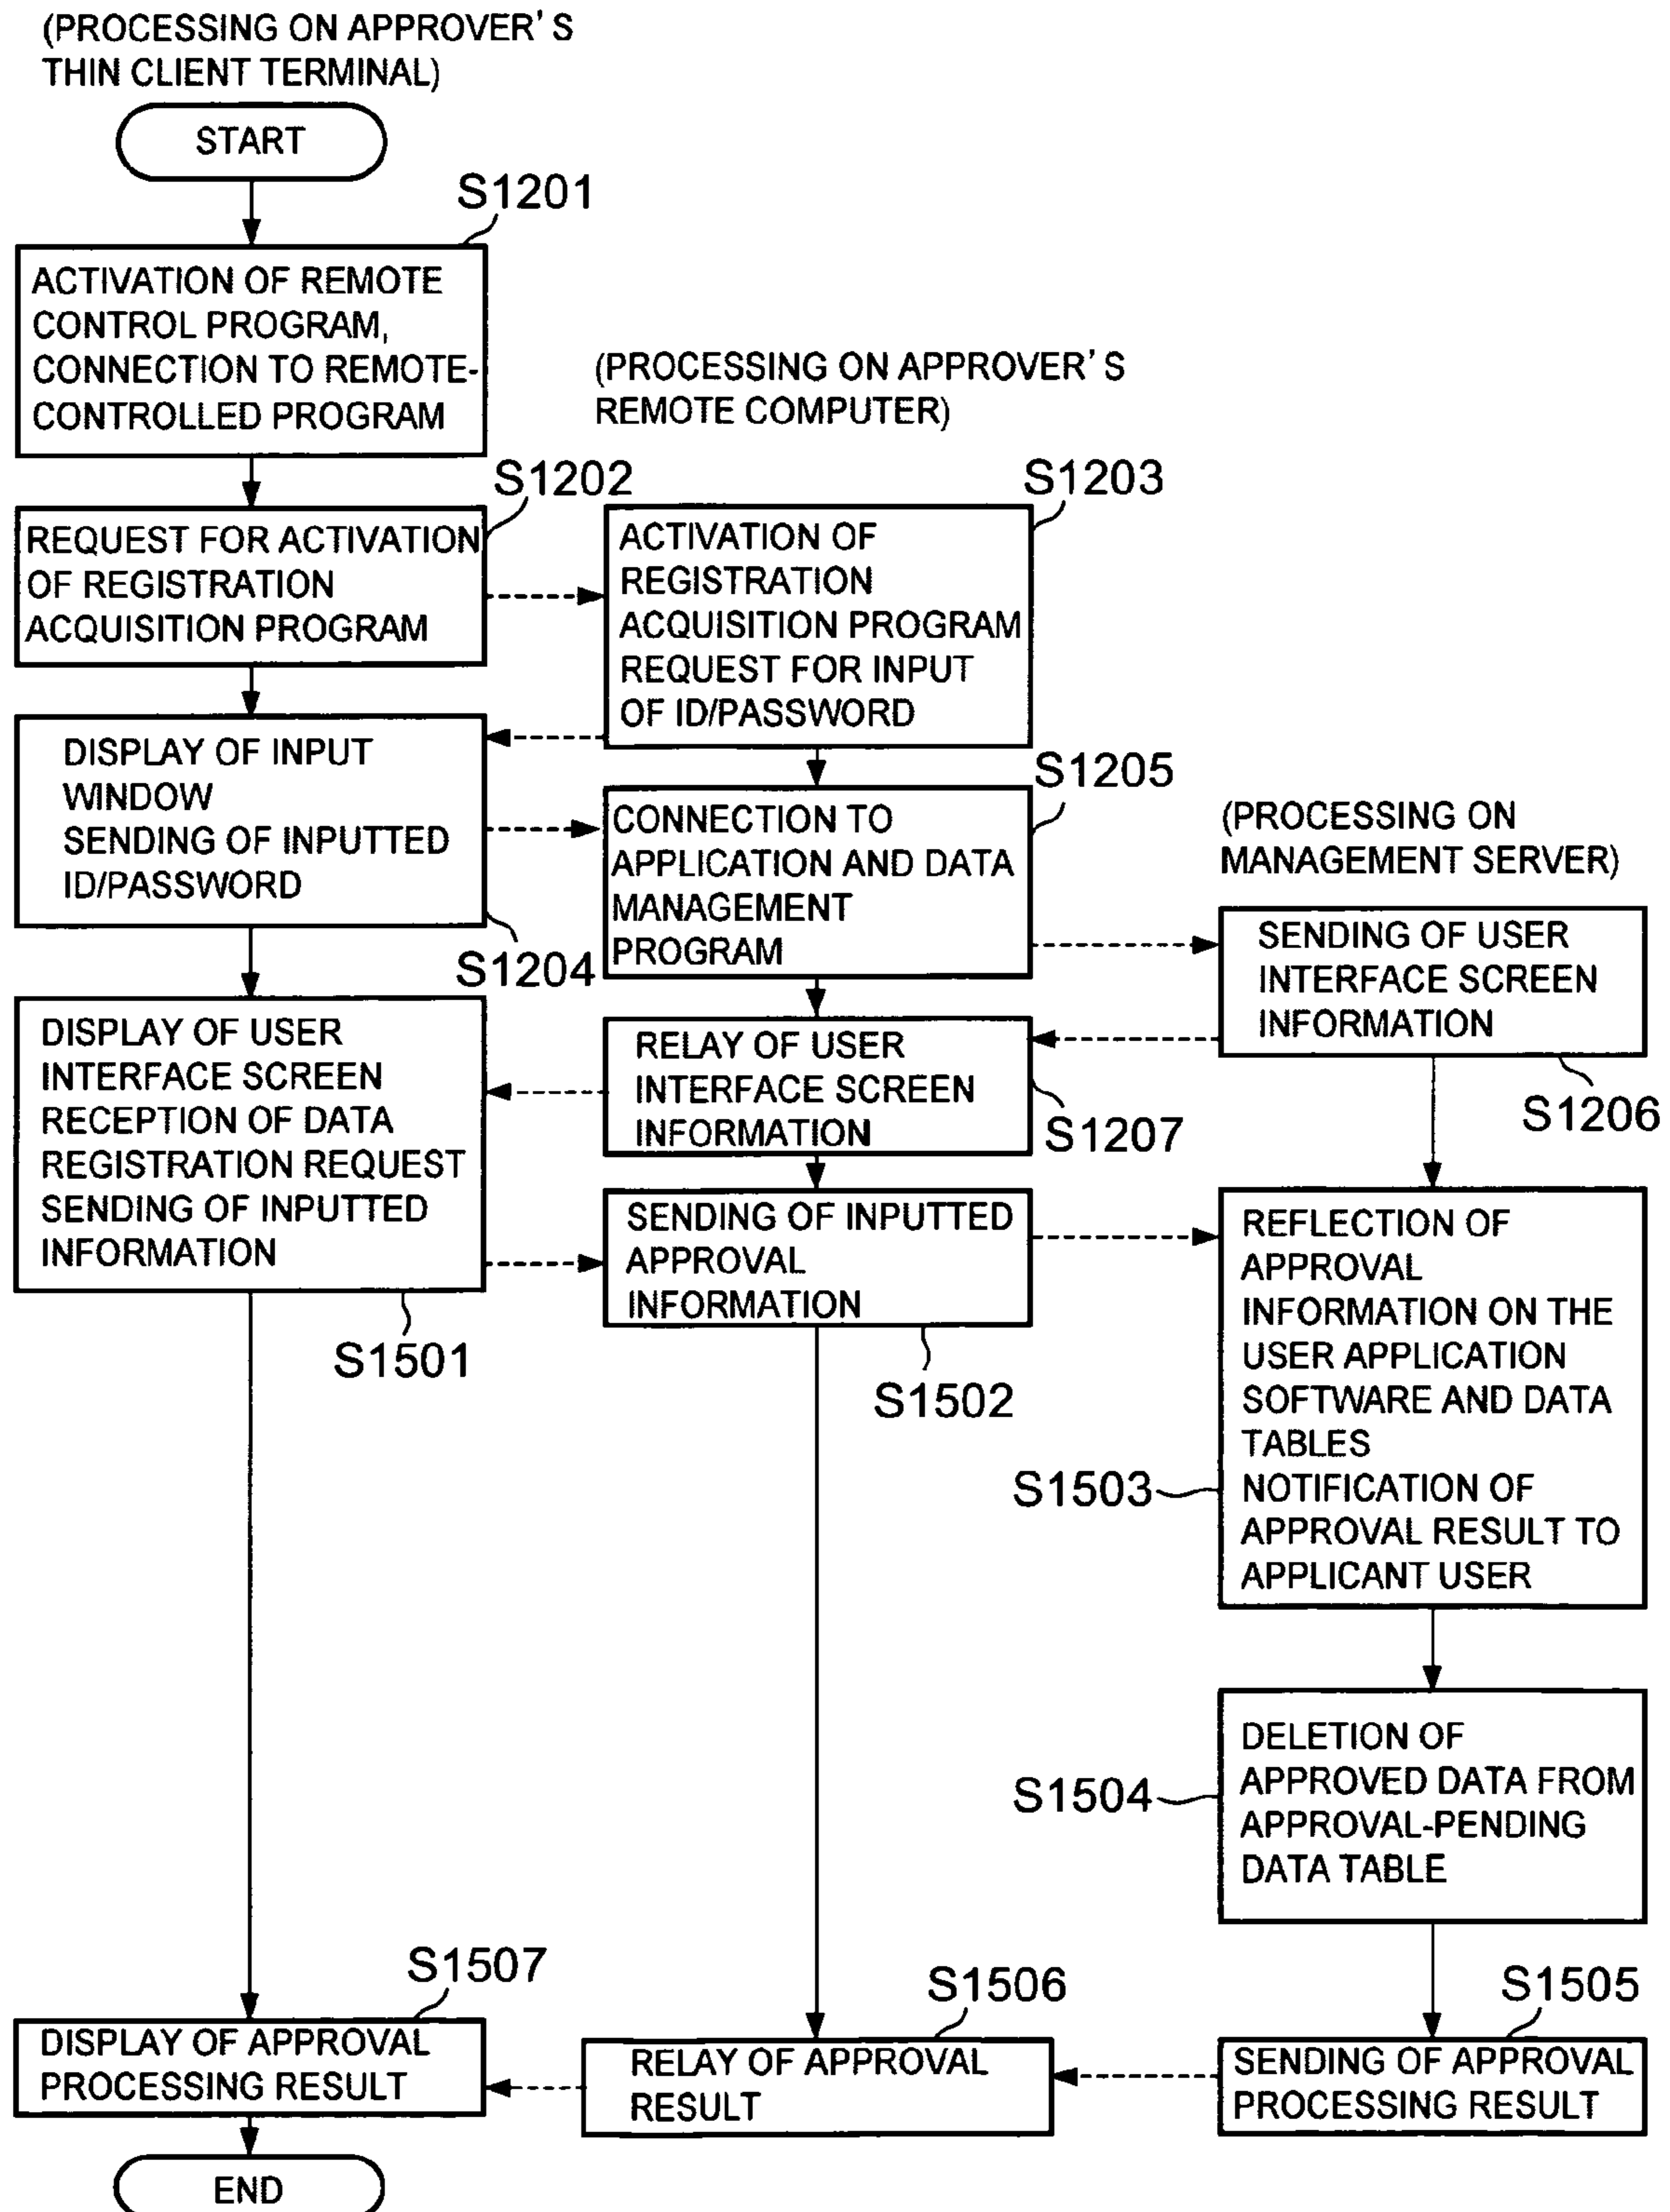 (PROCESSING ON APPROVER'S
THIN CLIENT TERMINAL)
START
S1201
ACTIVATION OF REMOTE
CONTROL PROGRAM,
CONNECTION TO REMOTE-
CONTROLLED PROGRAM
(PROCESSING ON APPROVER'S
REMOTE COMPUTER)
S1202
REQUEST FOR ACTIVATION
OF REGISTRATION
ACQUISITION PROGRAM
S1203
ACTIVATION OF
REGISTRATION
ACQUISITION PROGRAM
REQUEST FOR INPUT
OF ID/PASSWORD
DISPLAY OF INPUT
WINDOW
SENDING OF INPUTTED
ID/PASSWORD
S1204
S1205
CONNECTION TO
APPLICATION AND DATA
MANAGEMENT
PROGRAM
(PROCESSING ON
MANAGEMENT SERVER)
SENDING OF USER
INTERFACE SCREEN
INFORMATION
S1206
RELAY OF USER
INTERFACE SCREEN
INFORMATION
S1207
DISPLAY OF USER
INTERFACE SCREEN
RECEPTION OF DATA
REGISTRATION REQUEST
SENDING OF INPUTTED
INFORMATION
S1501
SENDING OF INPUTTED
APPROVAL
INFORMATION
S1502
REFLECTION OF
APPROVAL
INFORMATION ON THE
USER APPLICATION
SOFTWARE AND DATA
TABLES
NOTIFICATION OF
APPROVAL RESULT TO
APPLICANT USER
S1503
DELETION OF
APPROVED DATA FROM
APPROVAL-PENDING
DATA TABLE
S1504
S1505
SENDING OF APPROVAL
PROCESSING RESULT
S1506
RELAY OF APPROVAL
RESULT
S1507
DISPLAY OF APPROVAL
PROCESSING RESULT
END